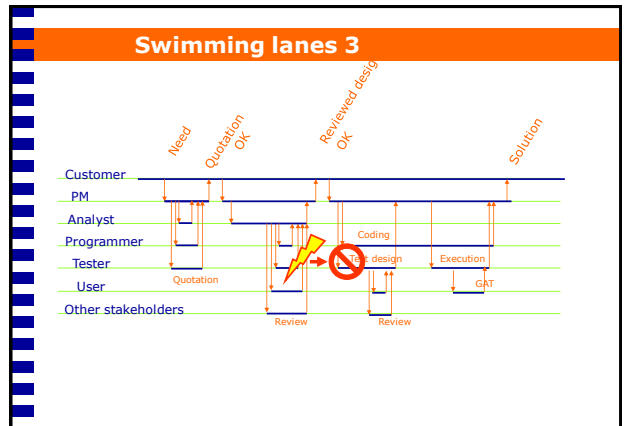 Swimming lanes 3
Need
Quotation
OK
Reviewed design
OK
Solution
Customer
PM
Analyst
Programmer
Coding
Tester
Test design
Execution
Quotation
User
GAT
Other stakeholders
Review
Review